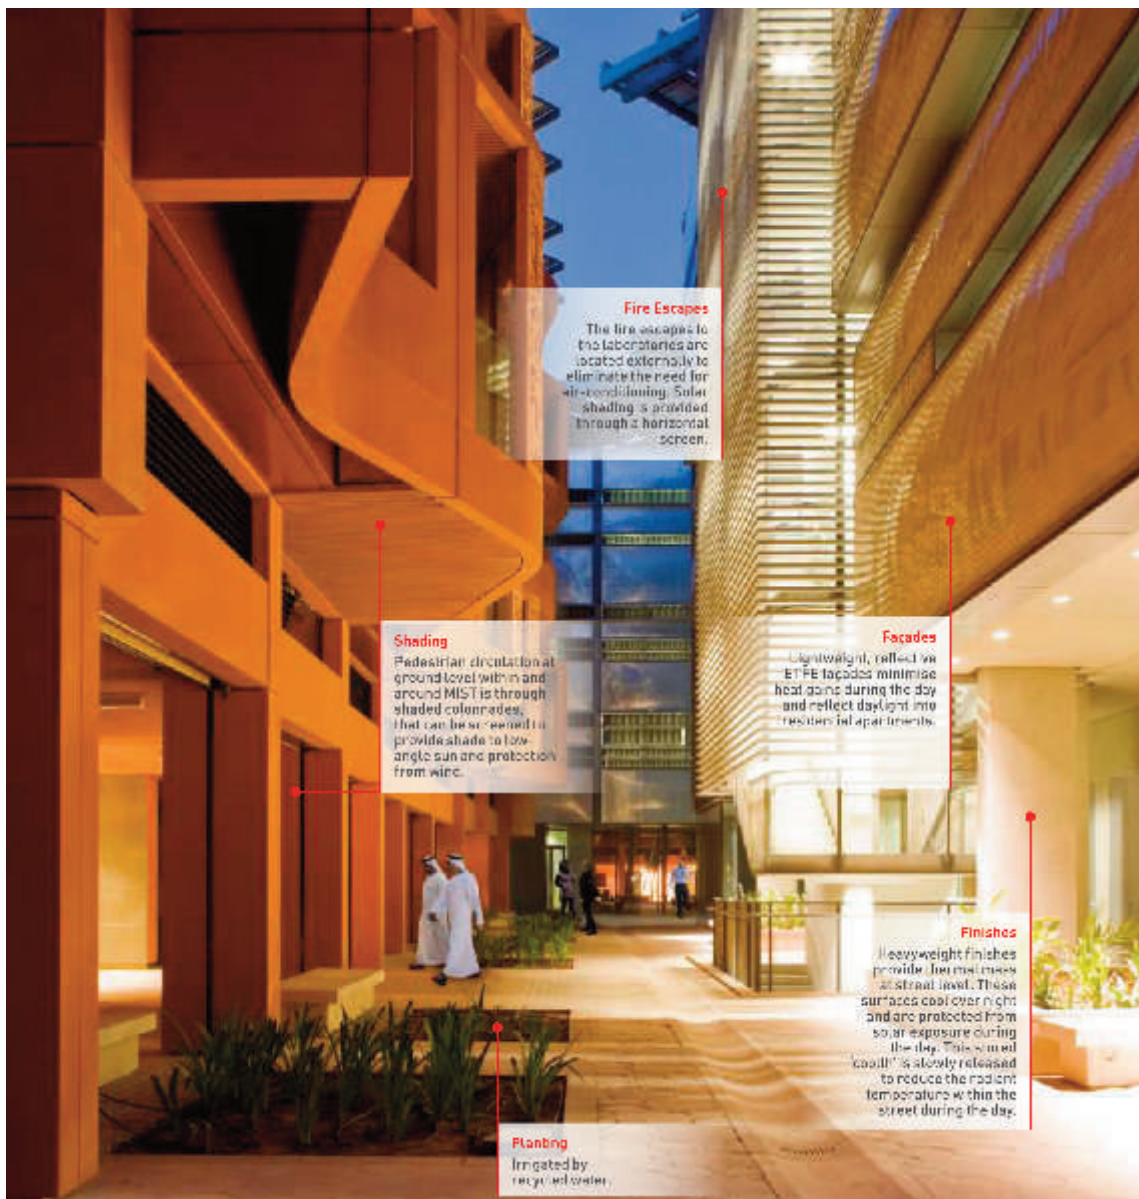 Fire Escapes
The fire escapes to
the laboratories are
located externally to
eliminate the need for
air-conditioning. Solar
shading is provided
through a horizontal
screen.
Shading
Pedestrian circulation at
ground level within and
around MIST is through
shaded colonnades,
that can be screened to
provide shade to low-
angle sun and protection
from wind.
Façades
Lightweight, reflective
ETFE façades minimise
heat gains during the day
and reflect daylight into
residential apartments.
Finishes
Heavyweight finishes
provide thermal mass
at street level. These
surfaces cool over night
and are protected from
solar exposure during
the day. This stored
'coolth' is slowly released
to reduce the radiant
temperature within the
street during the day.
Planting
Irrigated by
recycled water.